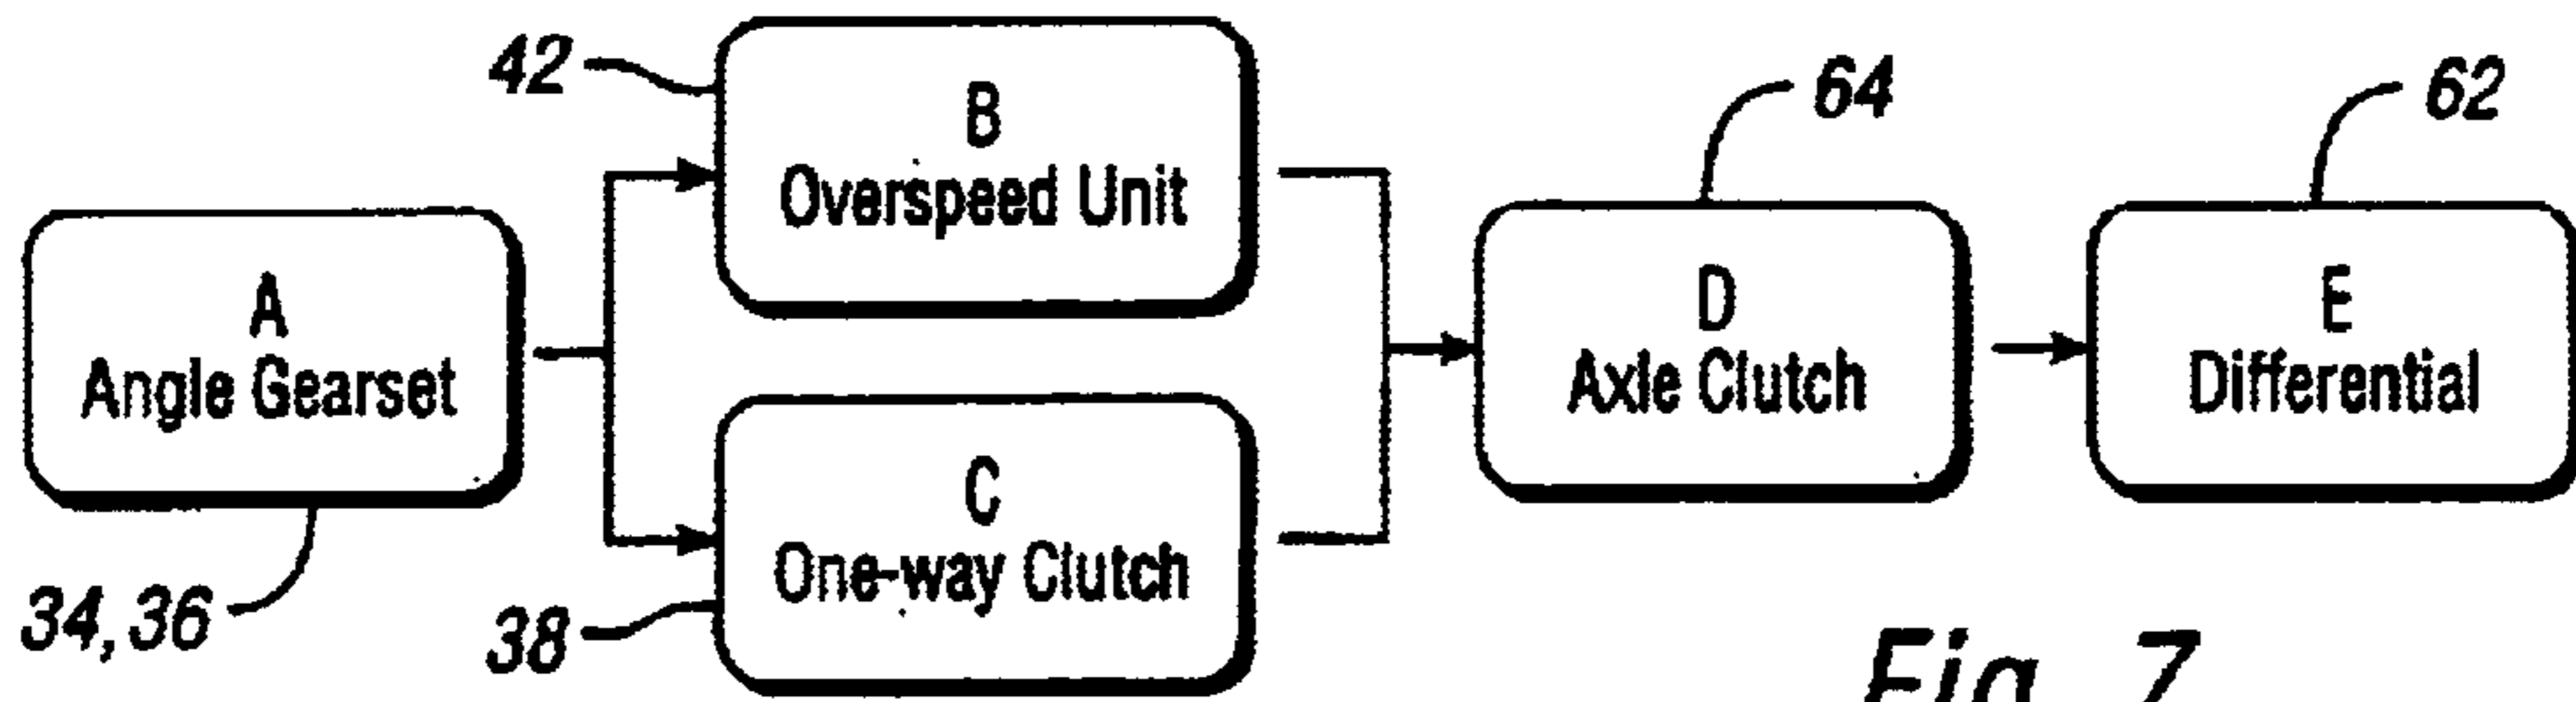 42
B
Overspeed Unit
64
62
A
Angle Gearset
D
Axle Clutch
E
Differential
34, 36
38
C
One-way Clutch
Fig. 7